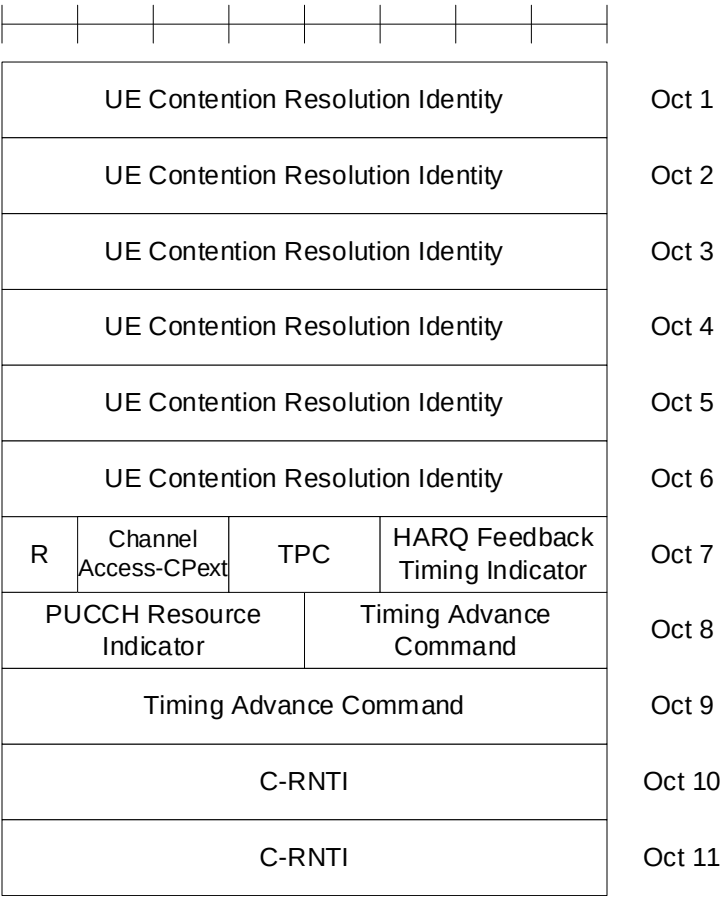 UE Contention Resolution Identity Oct 1
UE Contention Resolution Identity Oct 2
UE Contention Resolution Identity Oct 3
UE Contention Resolution Identity Oct 4
UE Contention Resolution Identity Oct 5
UE Contention Resolution Identity Oct 6
R Channel Access-CPext TPC HARQ Feedback Timing Indicator Oct 7
PUCCH Resource Indicator Timing Advance Command Oct 8
Timing Advance Command Oct 9
C-RNTI Oct 10
C-RNTI Oct 11